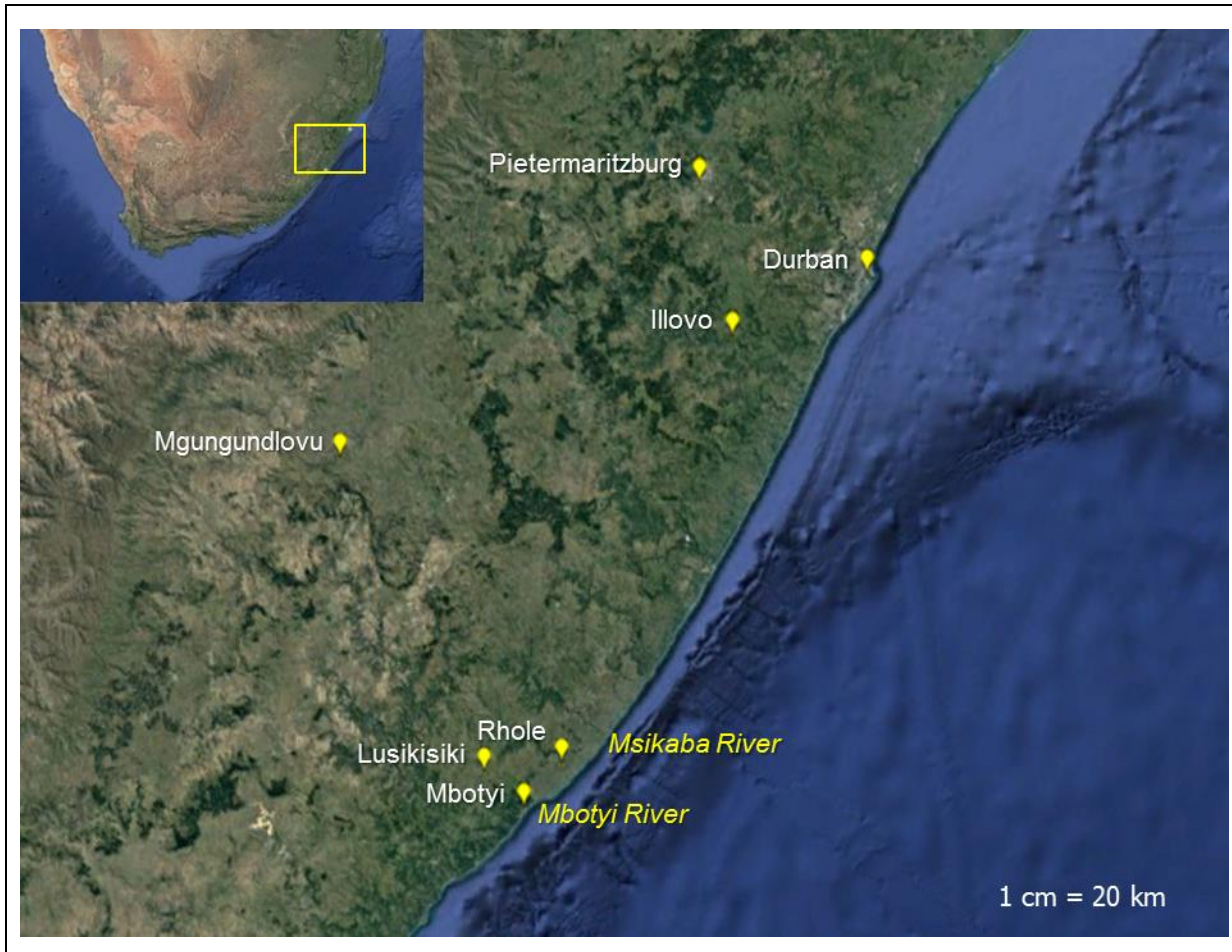 Pietermaritzburg
Durban
Illovo
Mgungundlovu
Rhole
Msikaba River
Lusikisiki
Mbotyi
Mbotyi River
1 cm = 20 km